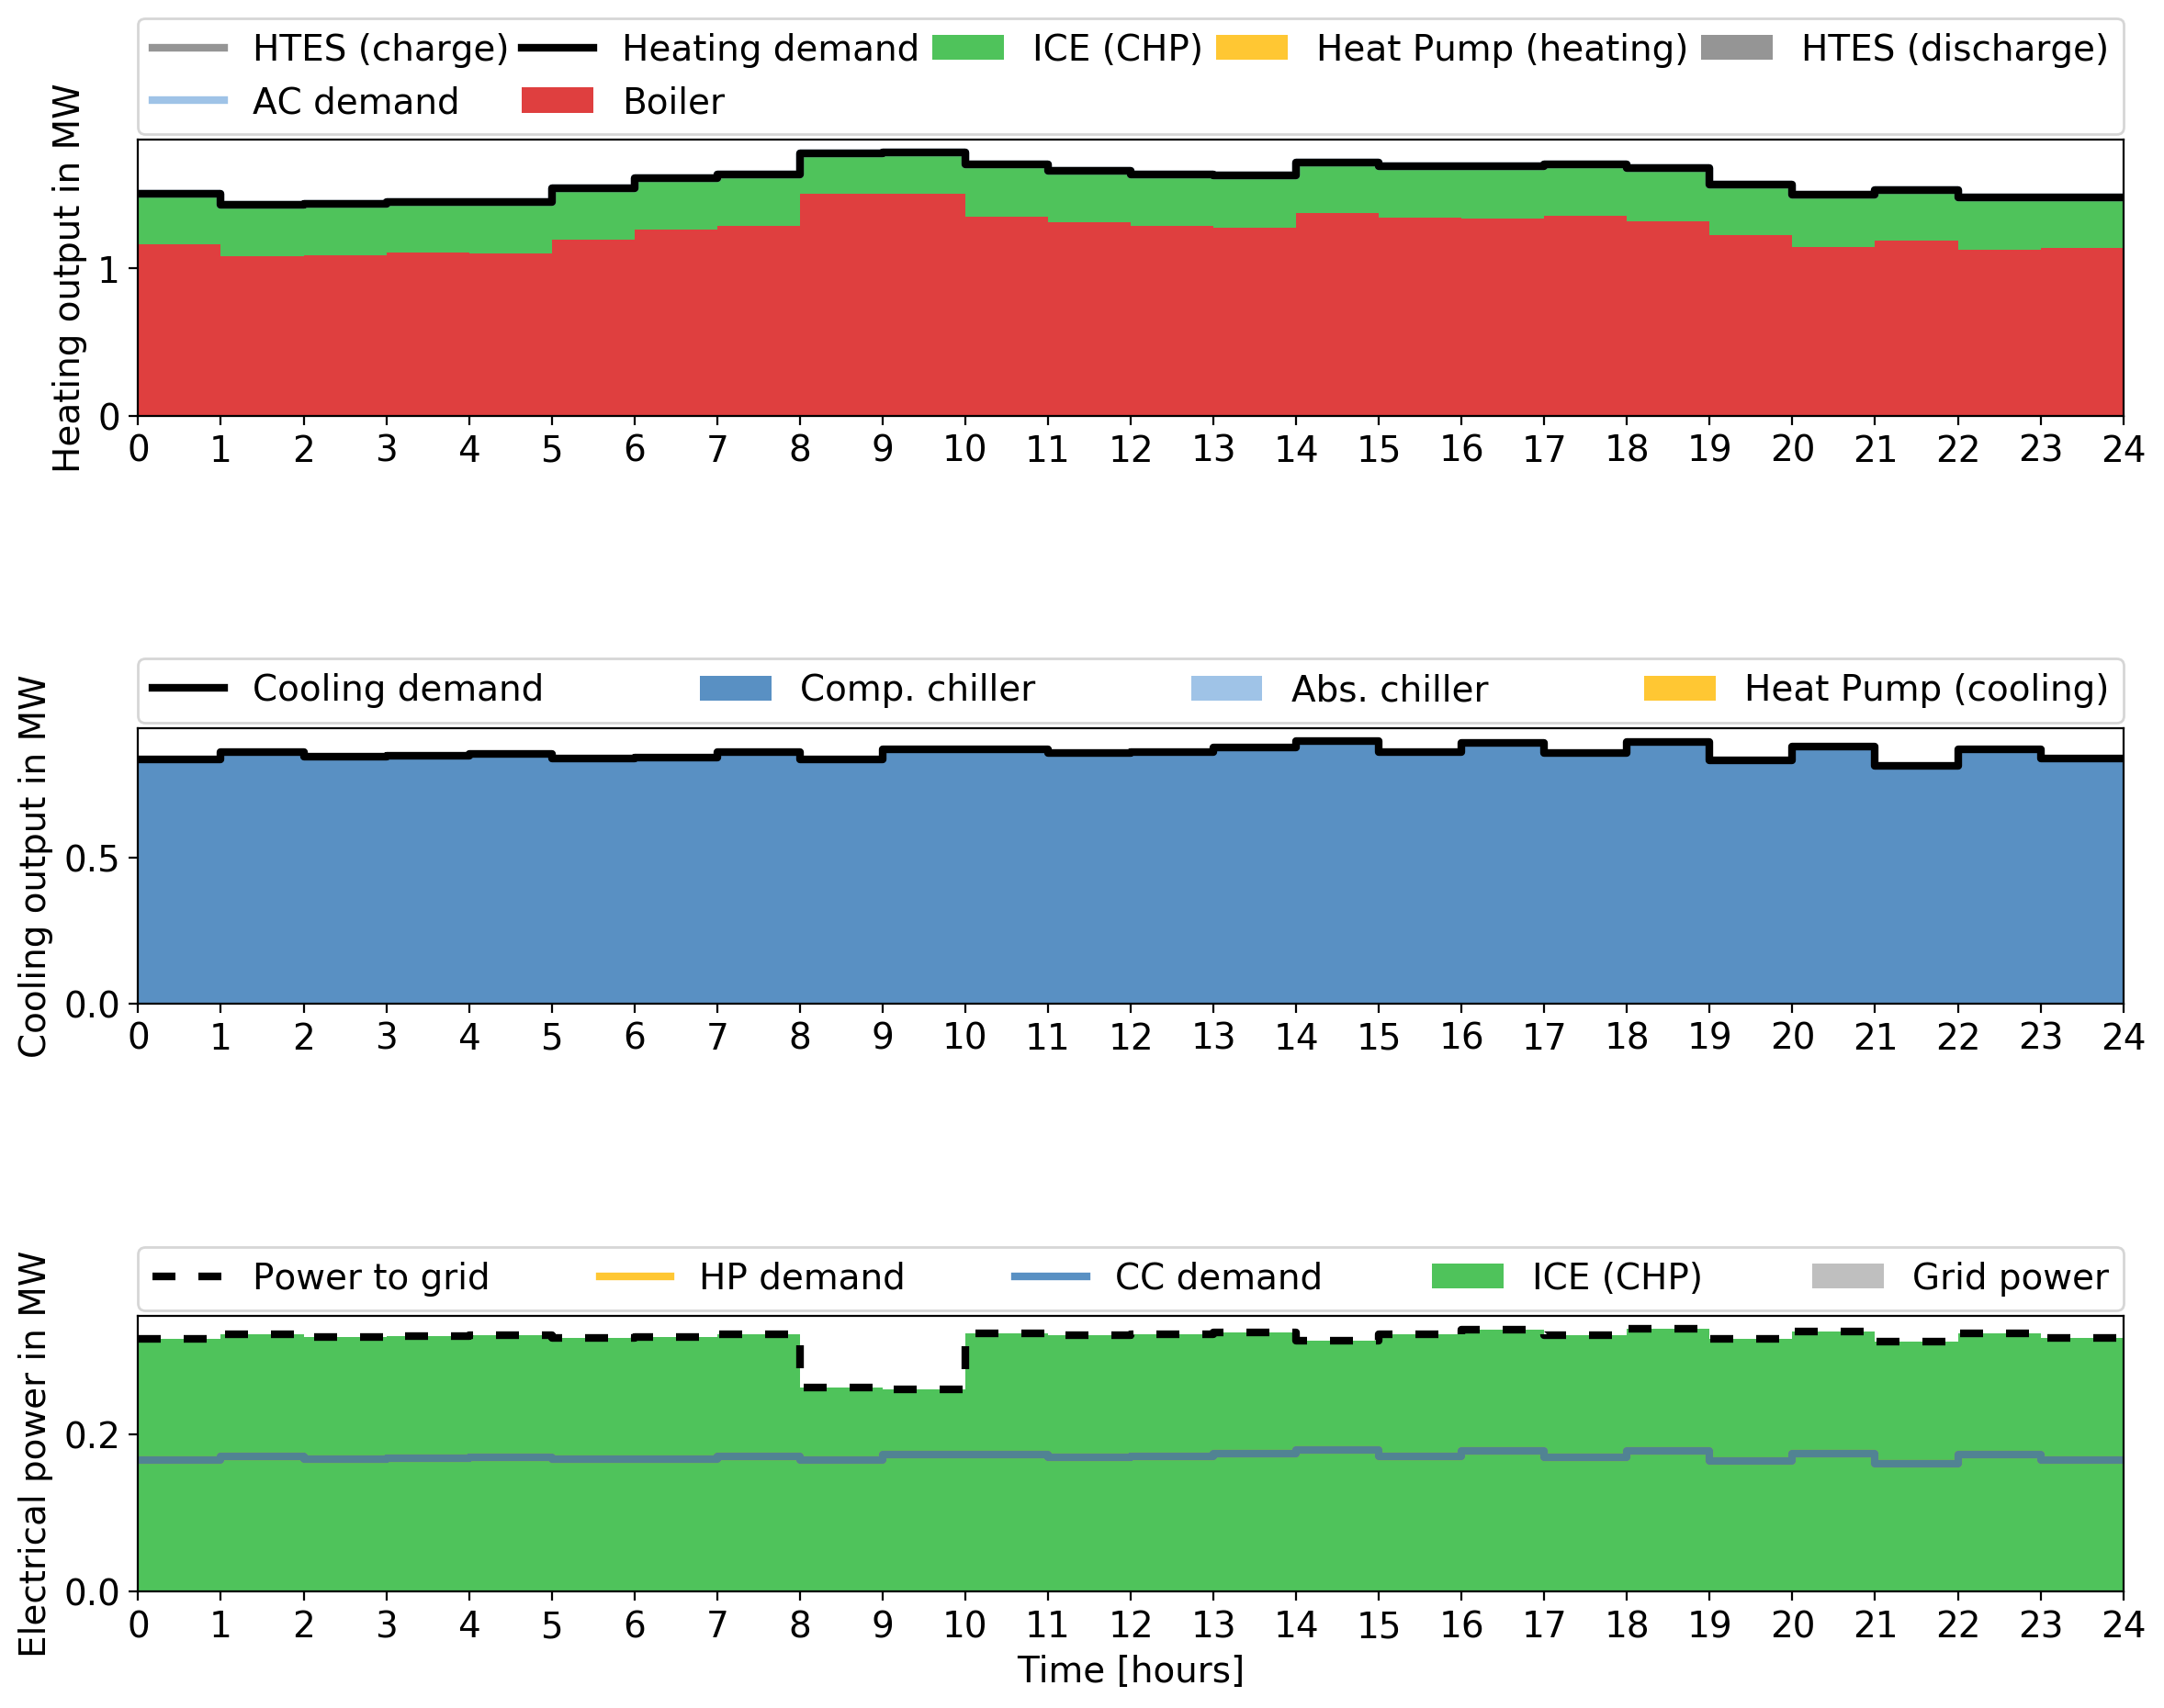 HTES (charge) Heating demand ICE (CHP) Heat Pump (heating) HTES (discharge)
AC demand Boiler
Heating output in MW
1
0
0 1 2 3 4 5 6 7 8 9 10 11 12 13 14 15 16 17 18 19 20 21 22 23 24
Cooling demand Comp. chiller Abs. chiller Heat Pump (cooling)
Cooling output in MW
0.5
0.0
0 1 2 3 4 5 6 7 8 9 10 11 12 13 14 15 16 17 18 19 20 21 22 23 24
Power to grid HP demand CC demand ICE (CHP) Grid power
Electrical power in MW
0.2
0.0
0 1 2 3 4 5 6 7 8 9 10 11 12 13 14 15 16 17 18 19 20 21 22 23 24
Time [hours]